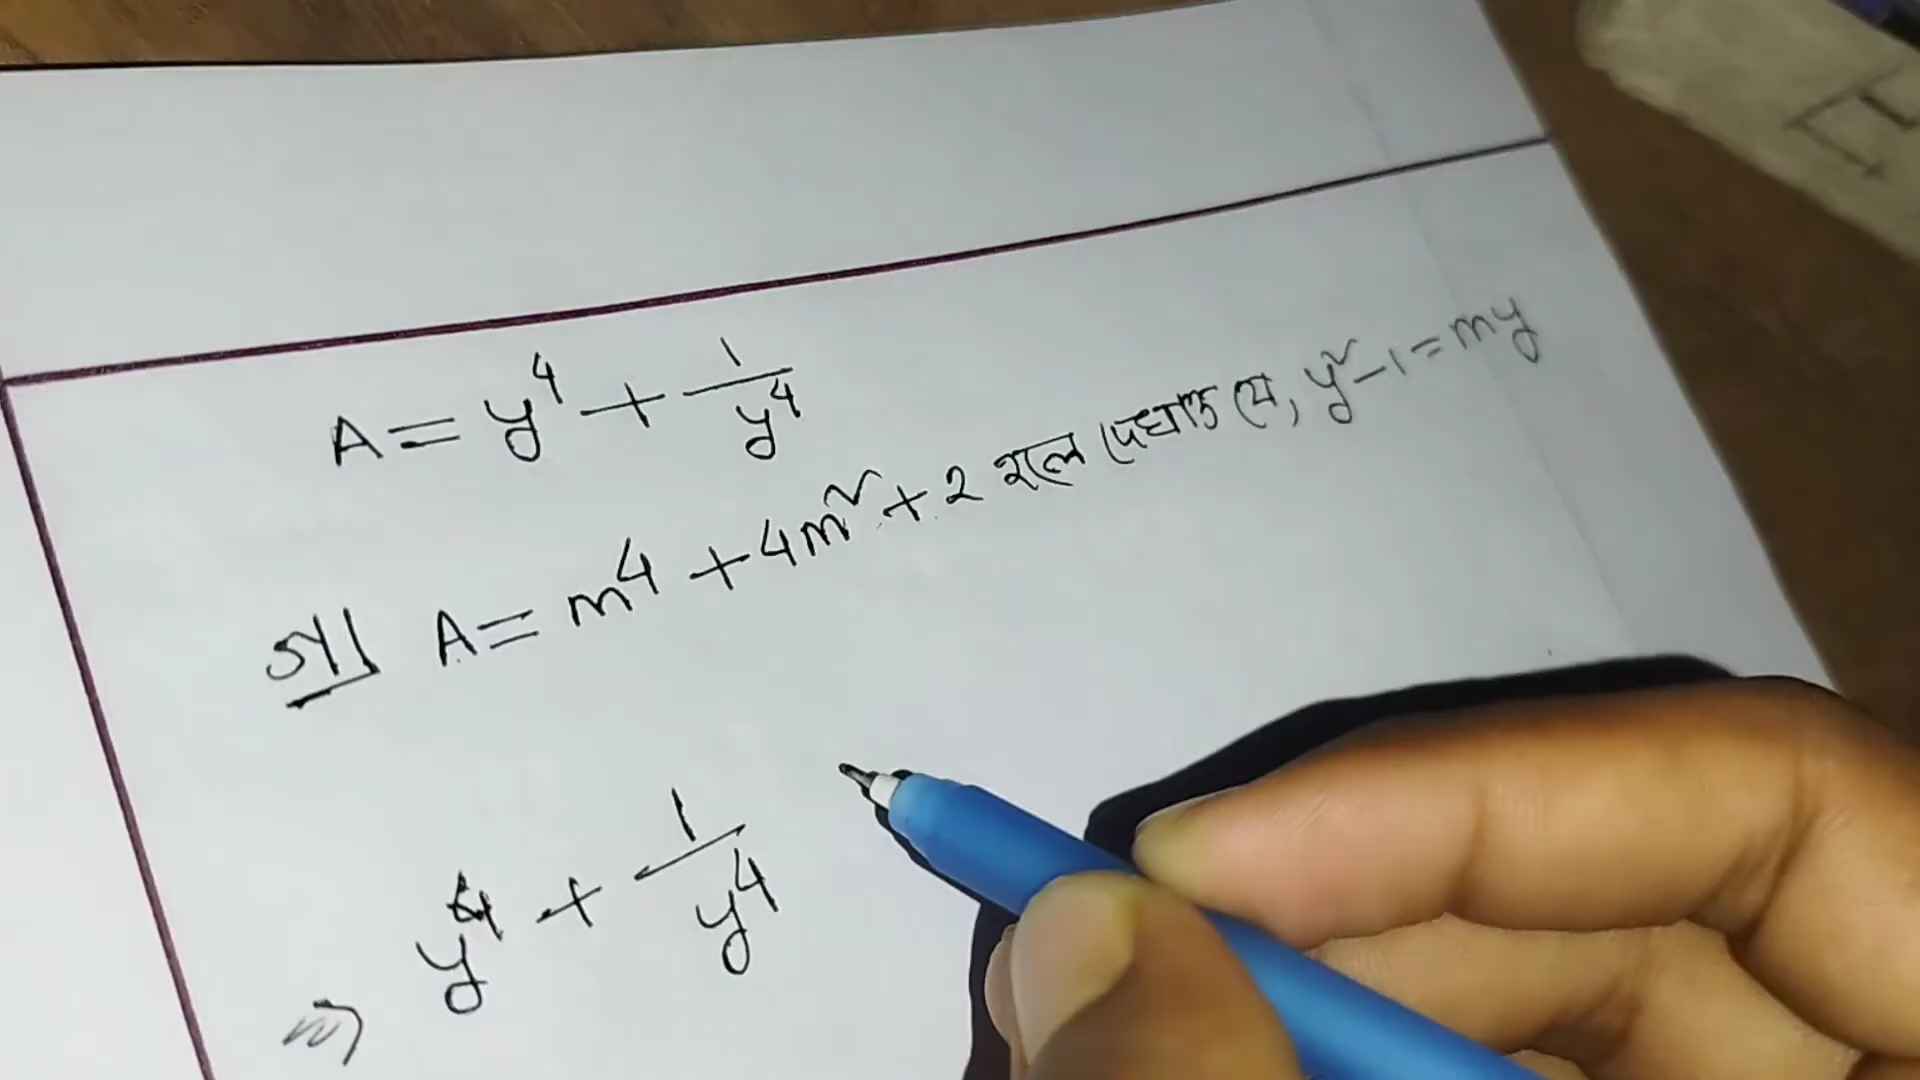 A = y⁴ + 1/y⁴
গ। A = m⁴ + 4m² + 2 হলে দেখাও যে, y² - 1 = my
y⁴ + 1/y⁴